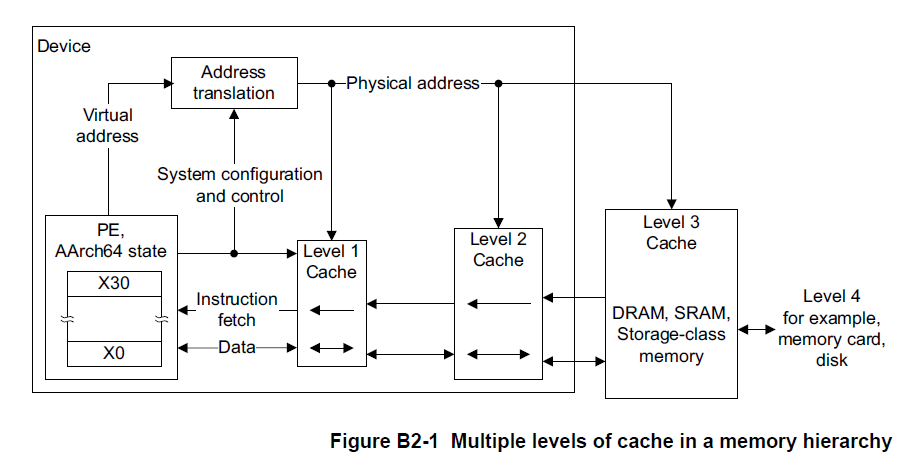 Device
Address
translation
Physical address
Virtual
address
System configuration
and control
PE,
AArch64 state
X30
X0
Instruction
fetch
Data
Level 1
Cache
Level 2
Cache
Level 3
Cache
DRAM, SRAM,
Storage-class
memory
Level 4
for example,
memory card,
disk
Figure B2-1 Multiple levels of cache in a memory hierarchy